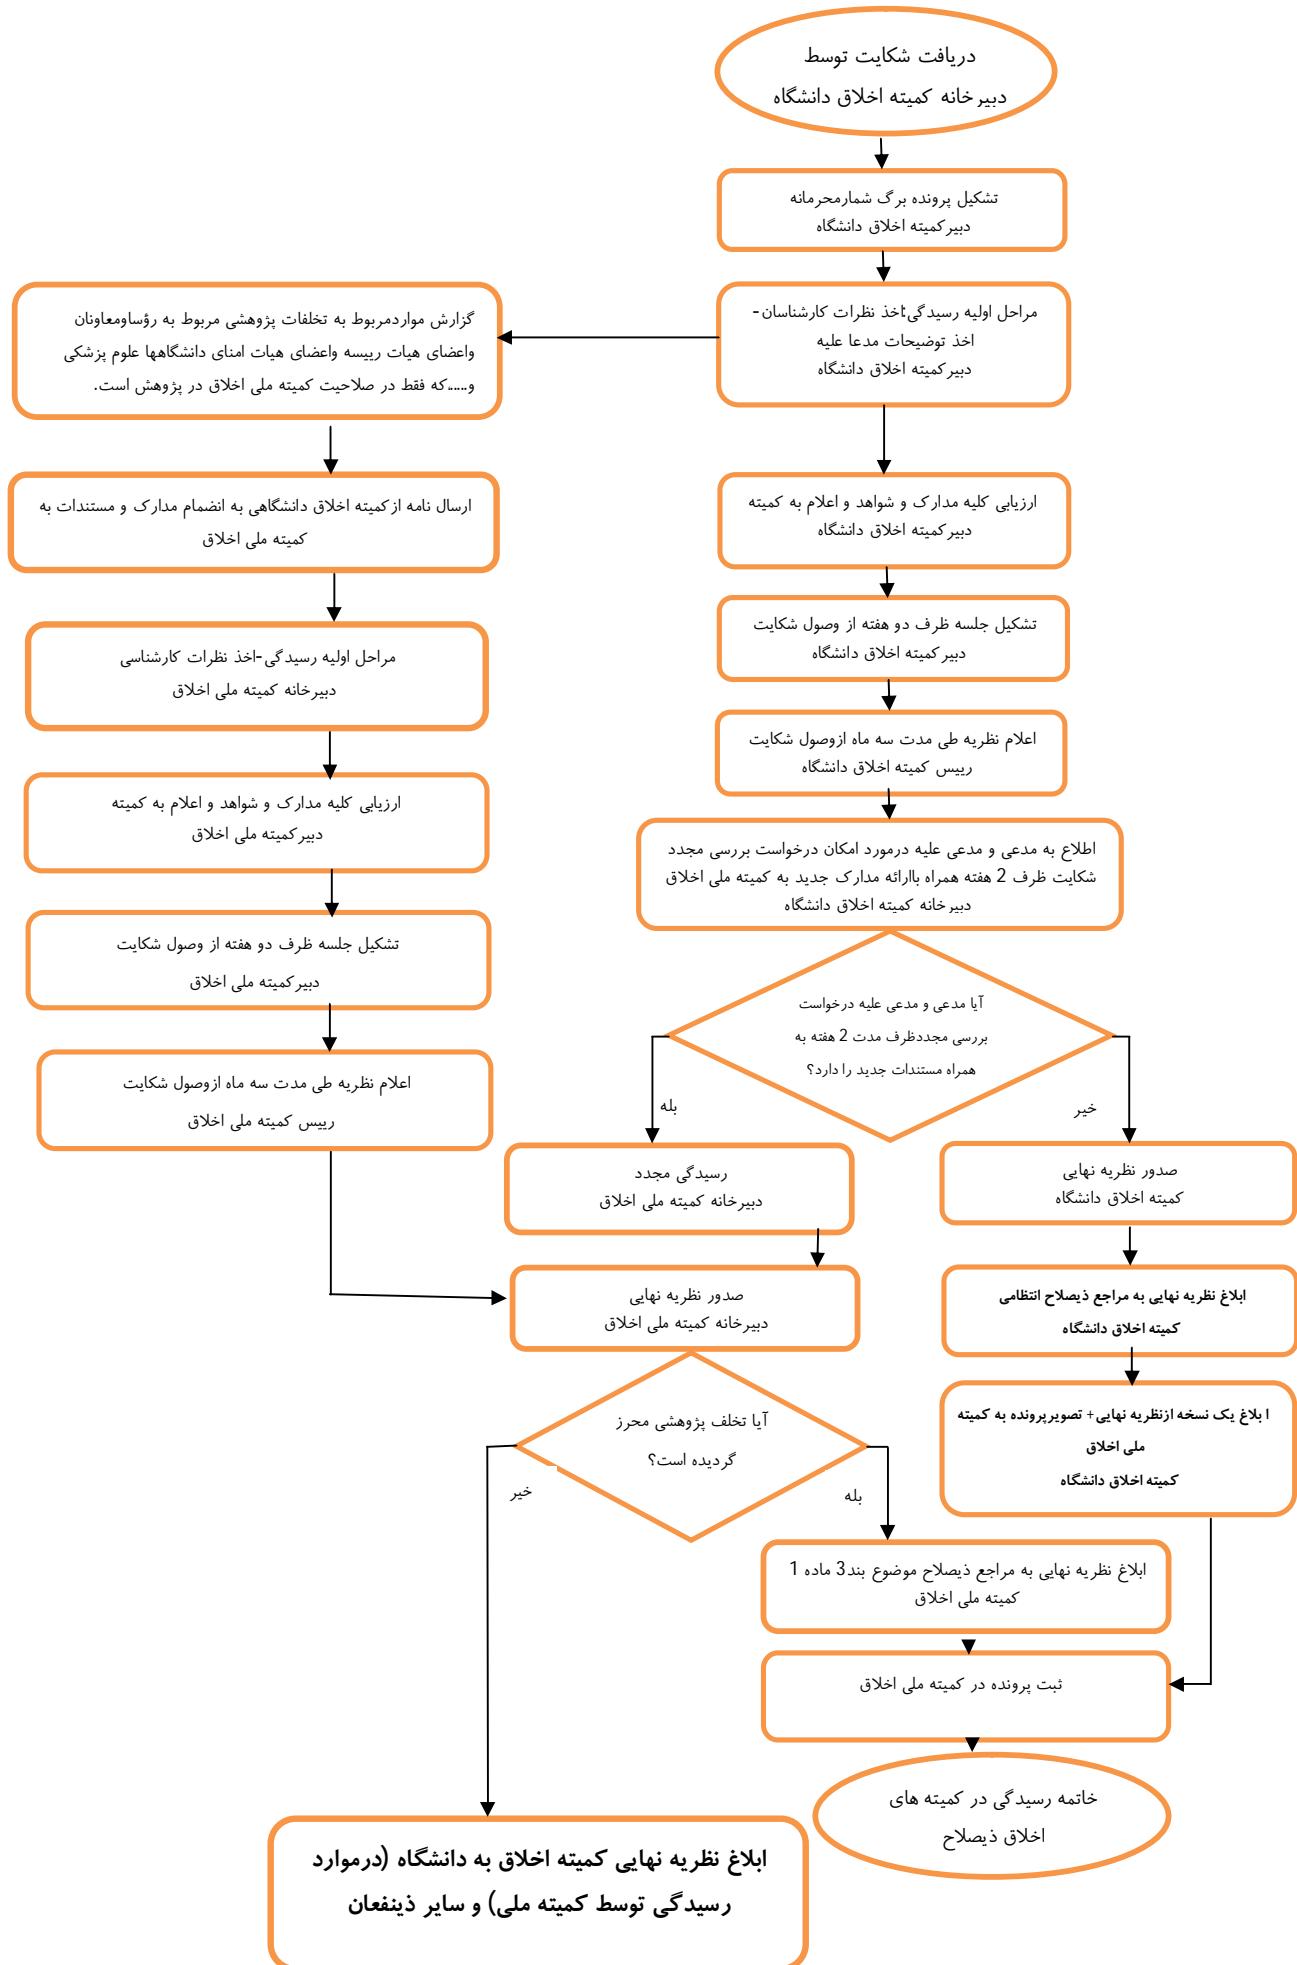 دریافت شکایت توسط
دبیرخانه کمیته اخلاق دانشگاه
تشکیل پرونده برگ شمارمحرمانه
دبیرکمیته اخلاق دانشگاه
مراحل اولیه رسیدگی:اخذ نظرات کارشناسان-
اخذ توضیحات مدعا علیه
دبیرکمیته اخلاق دانشگاه
گزارش مواردمربوط به تخلفات پژوهشی مربوط به رؤساومعاونان
واعضای هیات رییسه واعضای هیات امنای دانشگاهها علوم پزشکی
و.....،که فقط در صلاحیت کمیته ملی اخلاق در پژوهش است.
ارسال نامه ازکمیته اخلاق دانشگاهی به انضمام مدارک و مستندات به
کمیته ملی اخلاق
مراحل اولیه رسیدگی-اخذ نظرات کارشناسی
دبیرخانه کمیته ملی اخلاق
ارزیابی کلیه مدارک و شواهد و اعلام به کمیته
دبیرکمیته ملی اخلاق
تشکیل جلسه ظرف دو هفته از وصول شکایت
دبیرکمیته ملی اخلاق
اعلام نظریه طی مدت سه ماه ازوصول شکایت
رییس کمیته ملی اخلاق
ارزیابی کلیه مدارک و شواهد و اعلام به کمیته
دبیرکمیته اخلاق دانشگاه
تشکیل جلسه ظرف دو هفته از وصول شکایت
دبیرکمیته اخلاق دانشگاه
اعلام نظریه طی مدت سه ماه ازوصول شکایت
رییس کمیته اخلاق دانشگاه
اطلاع به مدعی و مدعی علیه درمورد امکان درخواست بررسی مجدد
شکایت ظرف 2 هفته همراه باارائه مدارک جدید به کمیته ملی اخلاق
دبیرخانه کمیته اخلاق دانشگاه
آیا مدعی و مدعی علیه درخواست
بررسی مجددظرف مدت 2 هفته به
همراه مستندات جدید را دارد؟
خیر
بله
صدور نظریه نهایی
کمیته اخلاق دانشگاه
رسیدگی مجدد
دبیرخانه کمیته ملی اخلاق
ابلاغ نظریه نهایی به مراجع ذیصلاح انتظامی
کمیته اخلاق دانشگاه
صدور نظریه نهایی
دبیرخانه کمیته ملی اخلاق
ا بلاغ یک نسخه ازنظریه نهایی+ تصویرپرونده به کمیته
ملی اخلاق
کمیته اخلاق دانشگاه
آیا تخلف پژوهشی محرز
گردیده است؟
بله
خیر
ابلاغ نظریه نهایی به مراجع ذیصلاح موضوع بند3 ماده 1
کمیته ملی اخلاق
ثبت پرونده در کمیته ملی اخلاق
خاتمه رسیدگی در کمیته های
اخلاق ذیصلاح
ابلاغ نظریه نهایی کمیته اخلاق به دانشگاه (درموارد
رسیدگی توسط کمیته ملی) و سایر ذینفعان